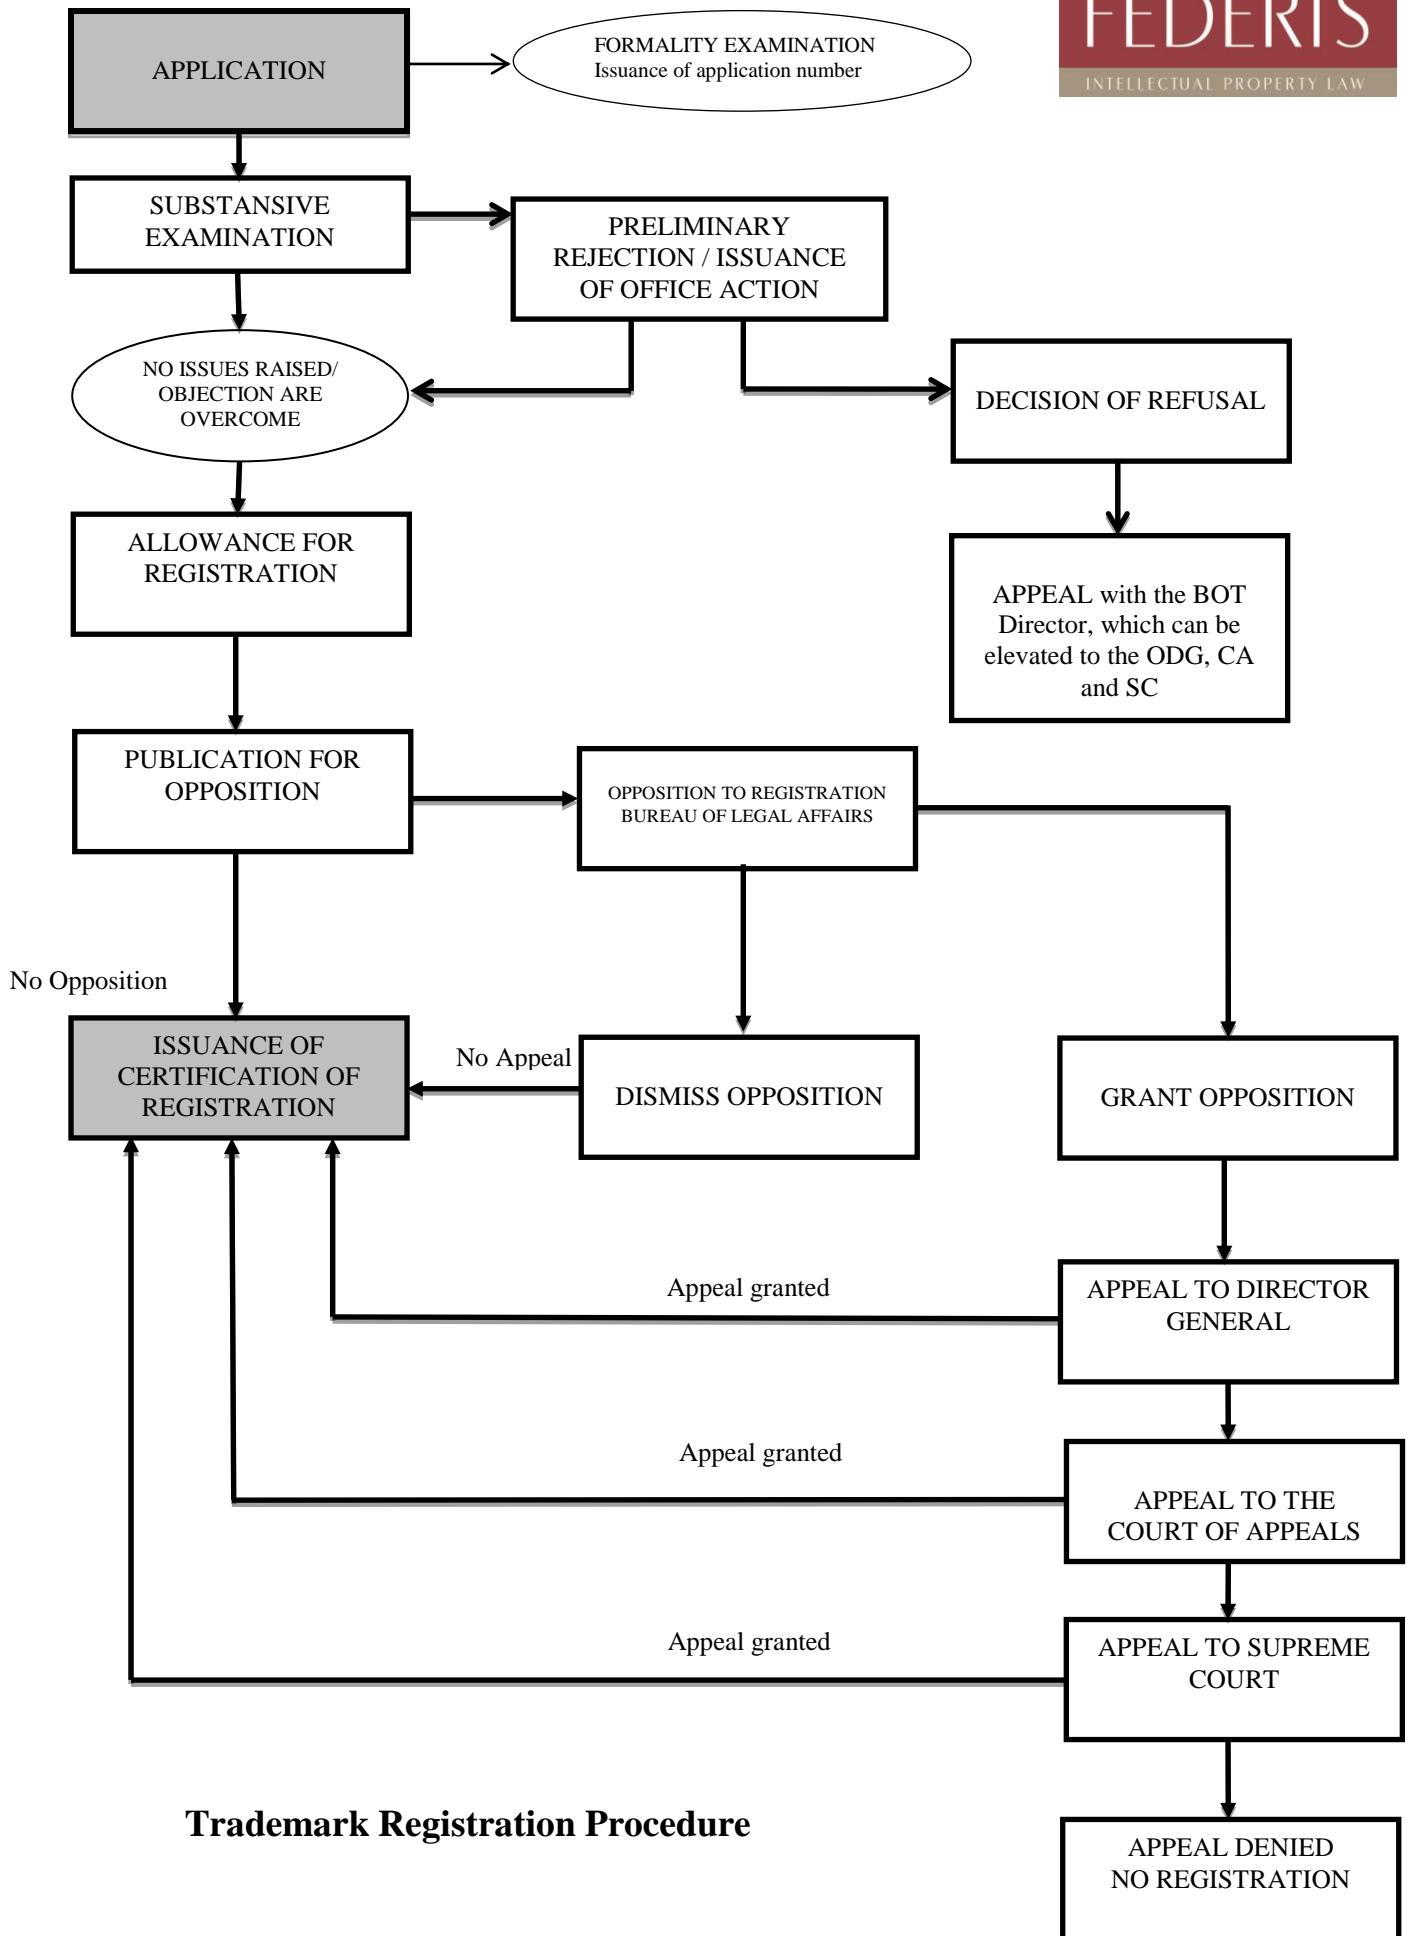 FEDERIS
INTELLECTUAL PROPERTY LAW
APPLICATION
FORMALITY EXAMINATION
Issuance of application number
SUBSTANSIVE
EXAMINATION
PRELIMINARY
REJECTION / ISSUANCE
OF OFFICE ACTION
NO ISSUES RAISED/
OBJECTION ARE
OVERCOME
DECISION OF REFUSAL
ALLOWANCE FOR
REGISTRATION
APPEAL with the BOT
Director, which can be
elevated to the ODG, CA
and SC
PUBLICATION FOR
OPPOSITION
OPPOSITION TO REGISTRATION
BUREAU OF LEGAL AFFAIRS
No Opposition
ISSUANCE OF
CERTIFICATION OF
REGISTRATION
No Appeal
DISMISS OPPOSITION
GRANT OPPOSITION
Appeal granted
APPEAL TO DIRECTOR
GENERAL
Appeal granted
APPEAL TO THE
COURT OF APPEALS
Appeal granted
APPEAL TO SUPREME
COURT
Trademark Registration Procedure
APPEAL DENIED
NO REGISTRATION